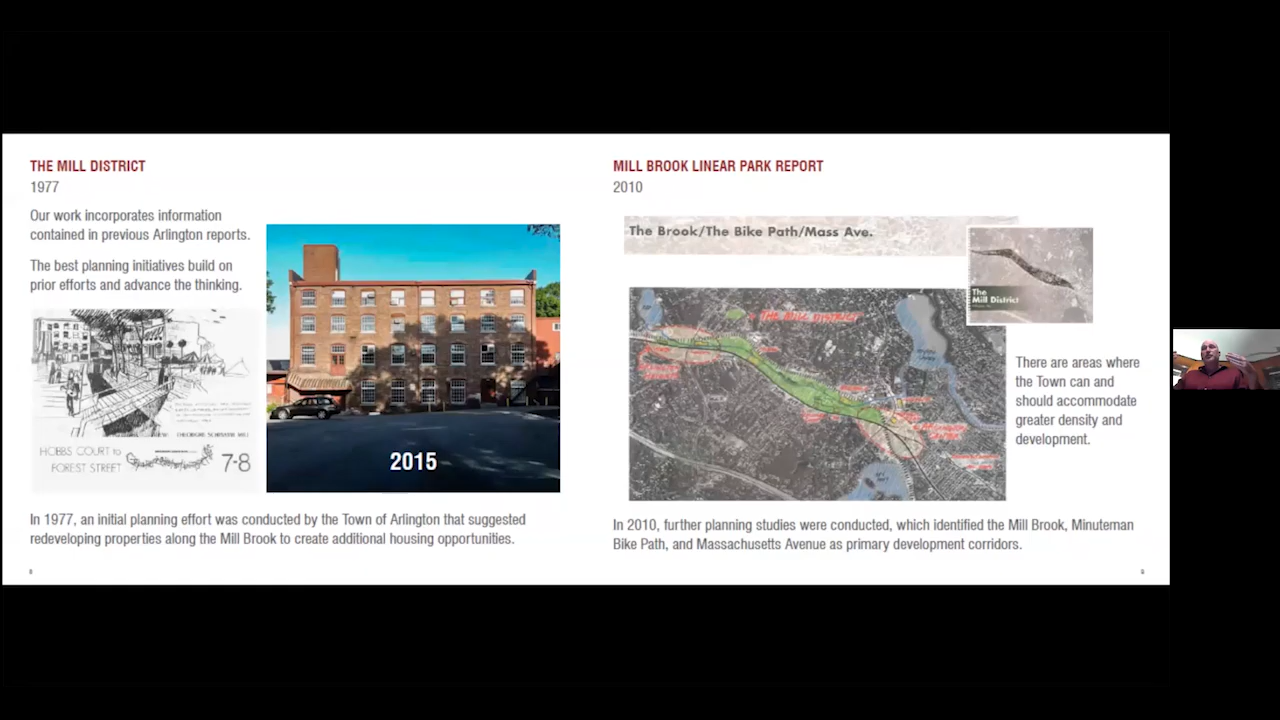 THE MILL DISTRICT
1977
Our work incorporates information
contained in previous Arlington reports.
The best planning initiatives build on
prior efforts and advance the thinking.
HOBBS COURT to
FOREST STREET
7-8
2015
In 1977, an initial planning effort was conducted by the Town of Arlington that suggested
redeveloping properties along the Mill Brook to create additional housing opportunities.
8
MILL BROOK LINEAR PARK REPORT
2010
The Brook/The Bike Path/Mass Ave.
The
Mill District
THE MILL DISTRICT
There are areas where
the Town can and
should accommodate
greater density and
development.
In 2010, further planning studies were conducted, which identified the Mill Brook, Minuteman
Bike Path, and Massachusetts Avenue as primary development corridors.
9